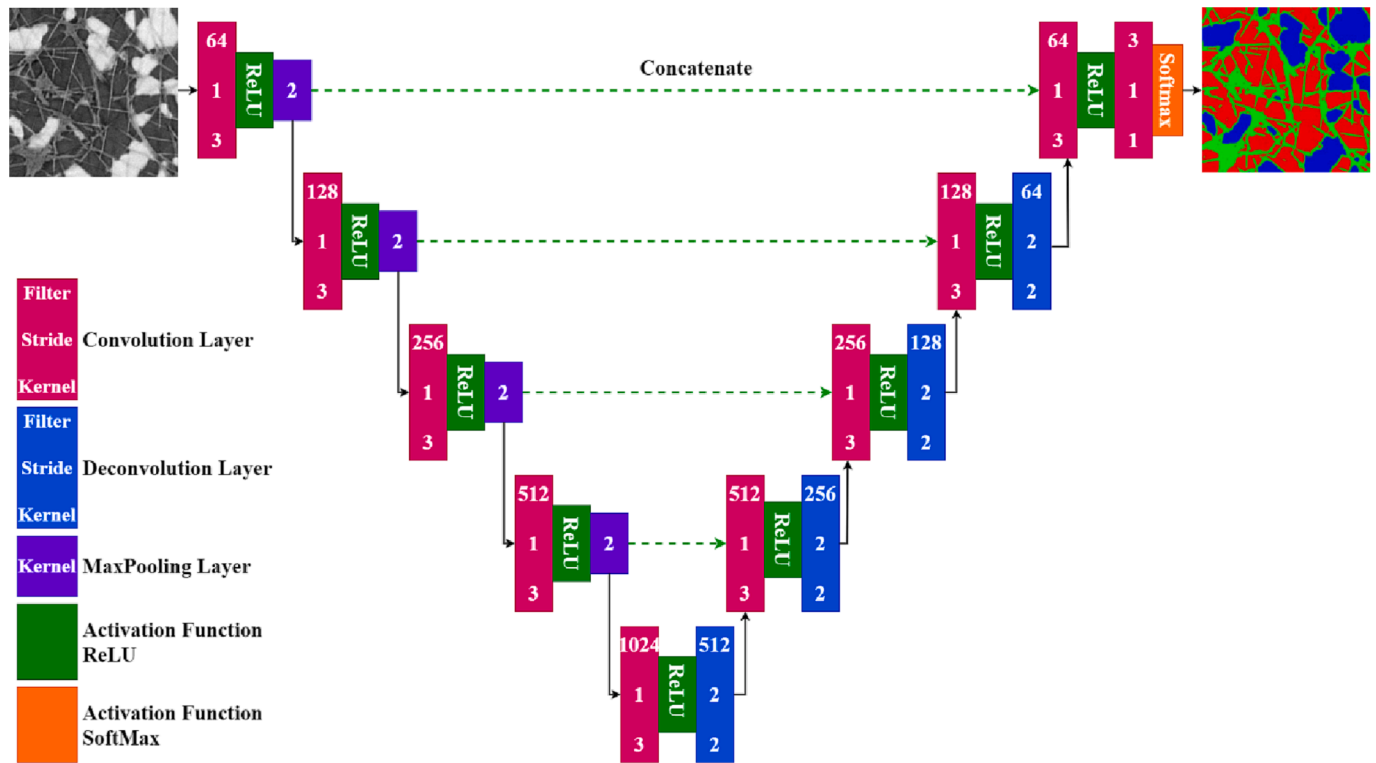 64
1
3
ReLU
2
Concatenate
64
1
3
ReLU
3
1
1
Softmax
128
1
3
ReLU
2
128
1
3
ReLU
64
2
2
256
1
3
ReLU
2
256
1
3
ReLU
128
2
2
512
1
3
ReLU
2
512
1
3
ReLU
256
2
2
1024
1
3
ReLU
512
2
2
Filter
Stride
Kernel
Convolution Layer
Filter
Stride
Kernel
Deconvolution Layer
Kernel
MaxPooling Layer
Activation Function
ReLU
Activation Function
SoftMax